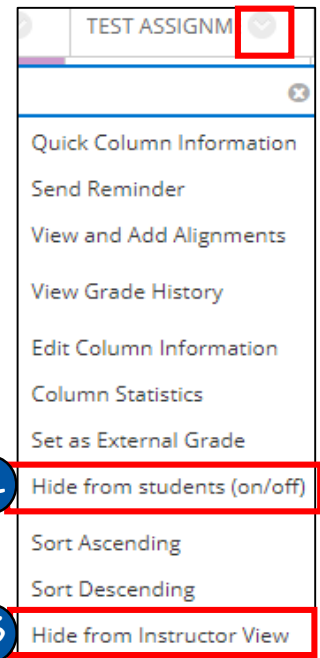 TEST ASSIGNM
Quick Column Information
Send Reminder
View and Add Alignments
View Grade History
Edit Column Information
Column Statistics
Set as External Grade
Hide from students (on/off)
Sort Ascending
Sort Descending
Hide from Instructor View